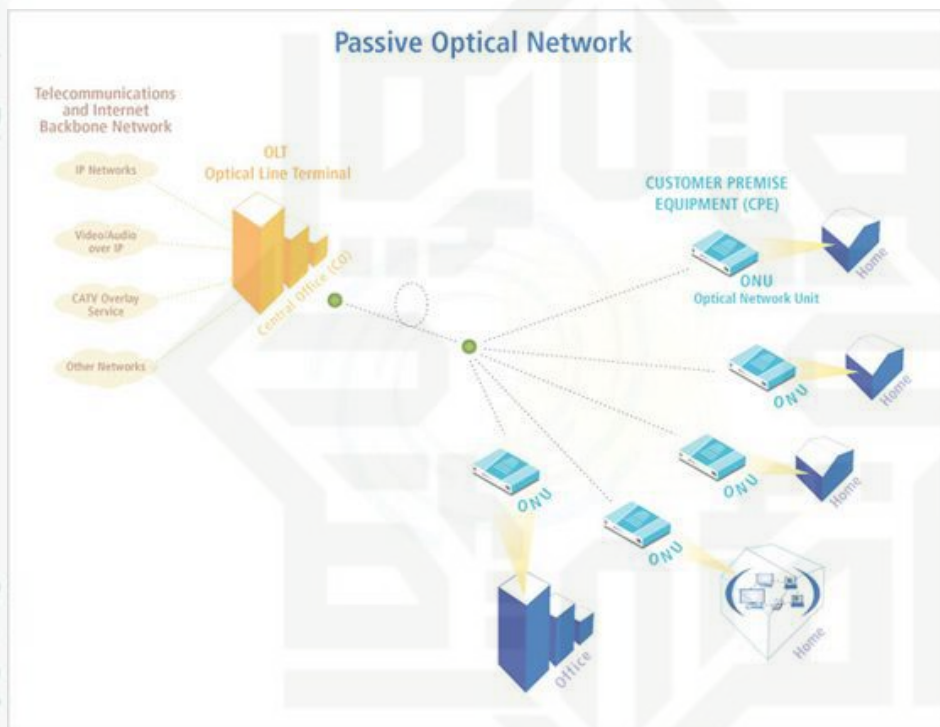 Passive Optical Network
Telecommunications
and Internet
Backbone Network
IP Networks
Video/Audio
over IP
CATV Overlay
Service
Other Networks
OLT
Optical Line Terminal
Central Office (CO)
CUSTOMER PREMISE
EQUIPMENT (CPE)
ONU
Optical Network Unit
Home
ONU
Home
ONU
Home
ONU
Home
ONU
Office